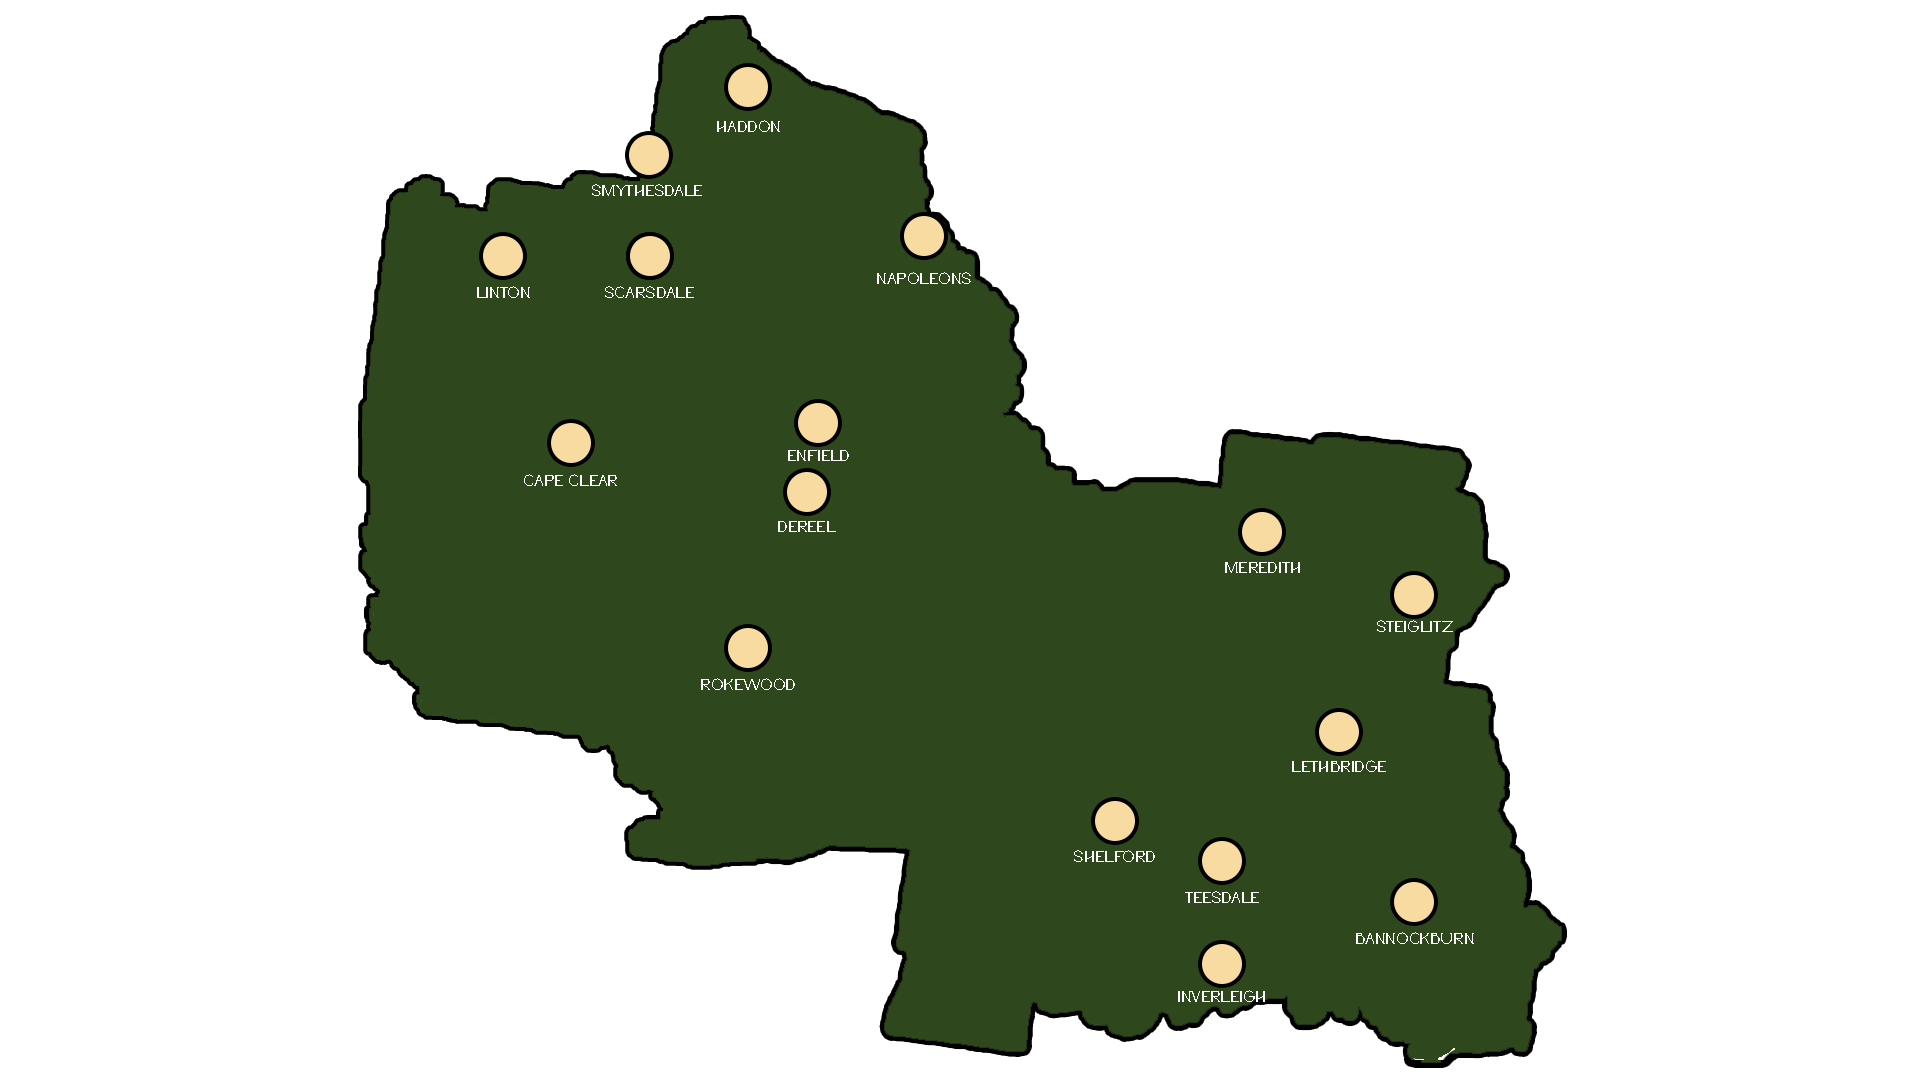 HADDON
SMYTHESDALE
NAPOLEONS
LINTON
SCARSDALE
ENFIELD
CAPE CLEAR
DEREEL
MEREDITH
STEIGLITZ
ROKEWOOD
LETHBRIDGE
SHELFORD
TEESDALE
BANNOCKBURN
INVERLEIGH